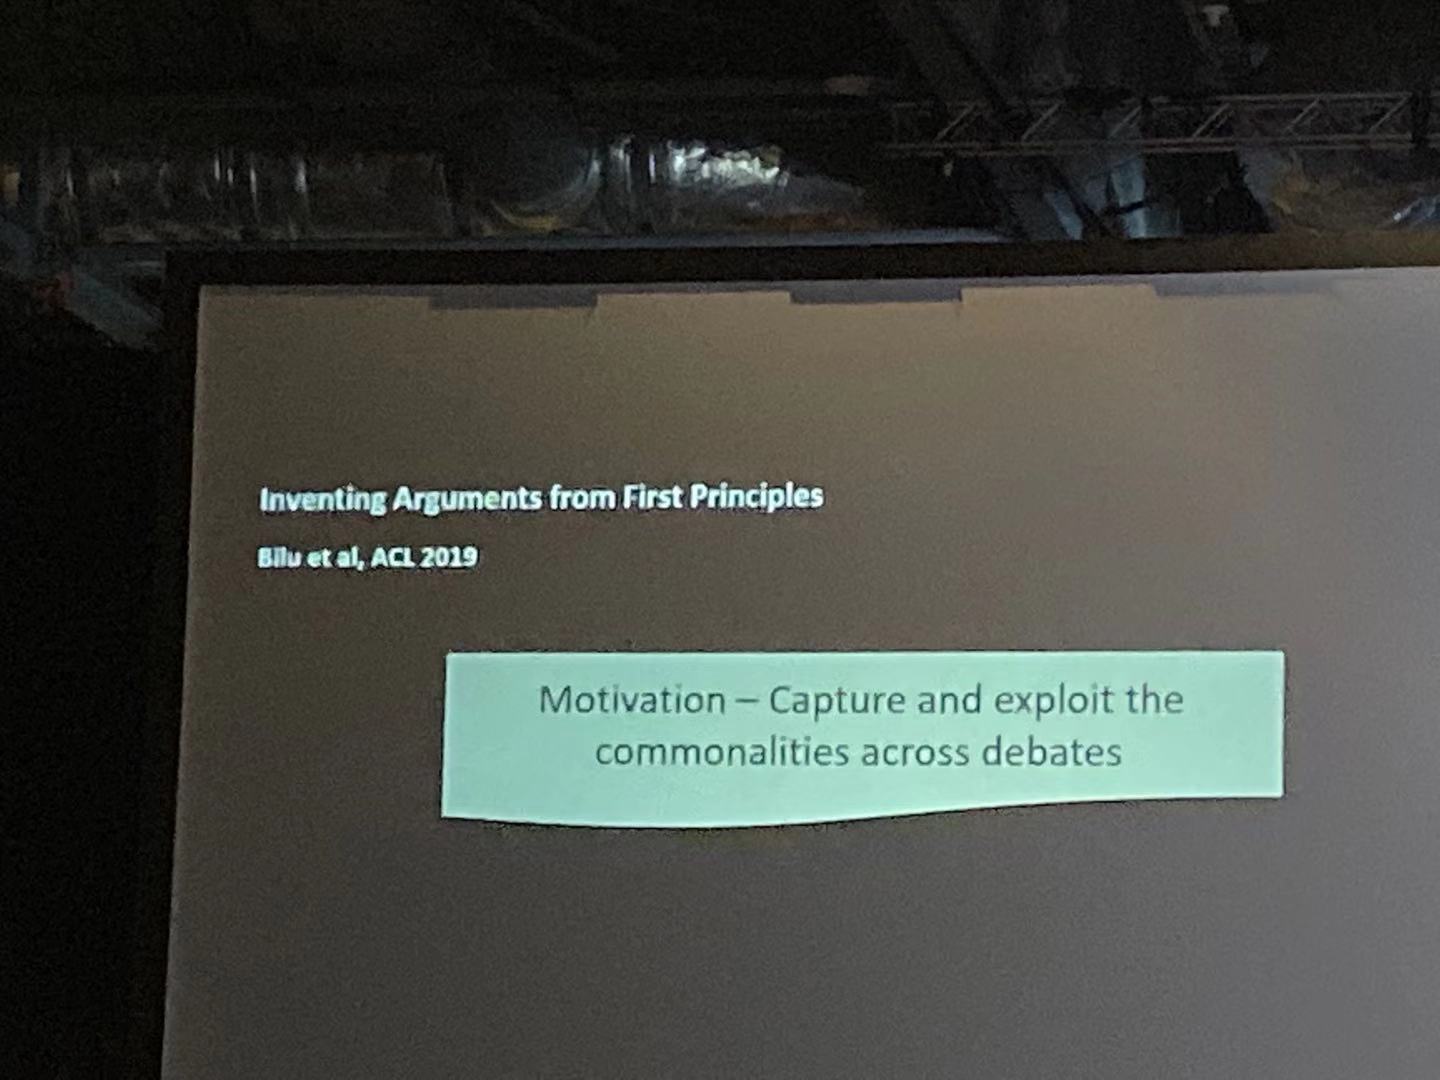 Inventing Arguments from First Principles
Bilu et al, ACL 2019
Motivation – Capture and exploit the
commonalities across debates